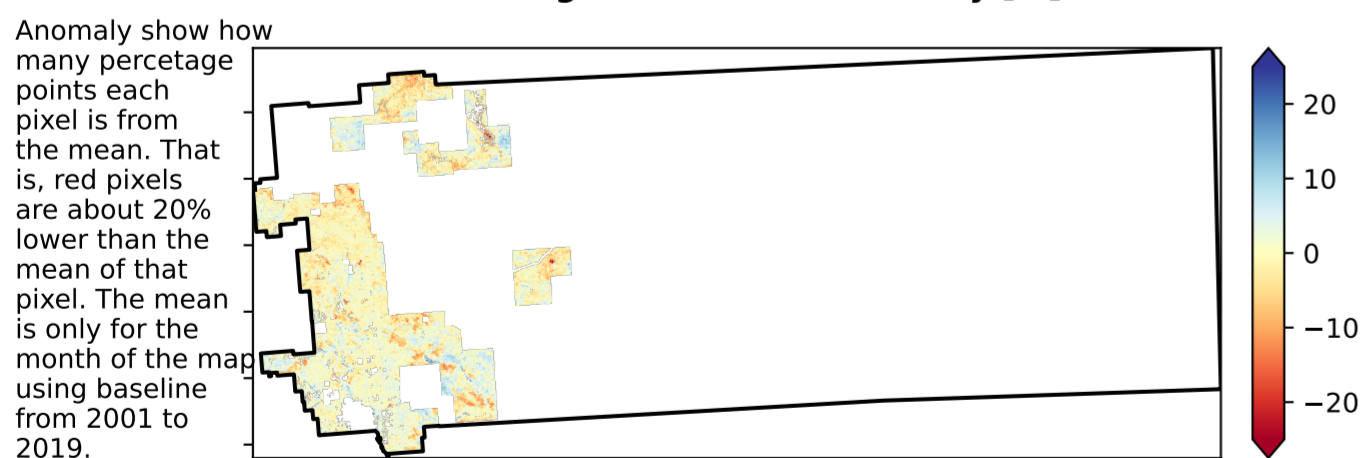 Anomaly show how
many percetage
points each
pixel is from
the mean. That
is, red pixels
are about 20%
lower than the
mean of that
pixel. The mean
is only for the
month of the map
using baseline
from 2001 to
2019.
20
10
0
−10
−20